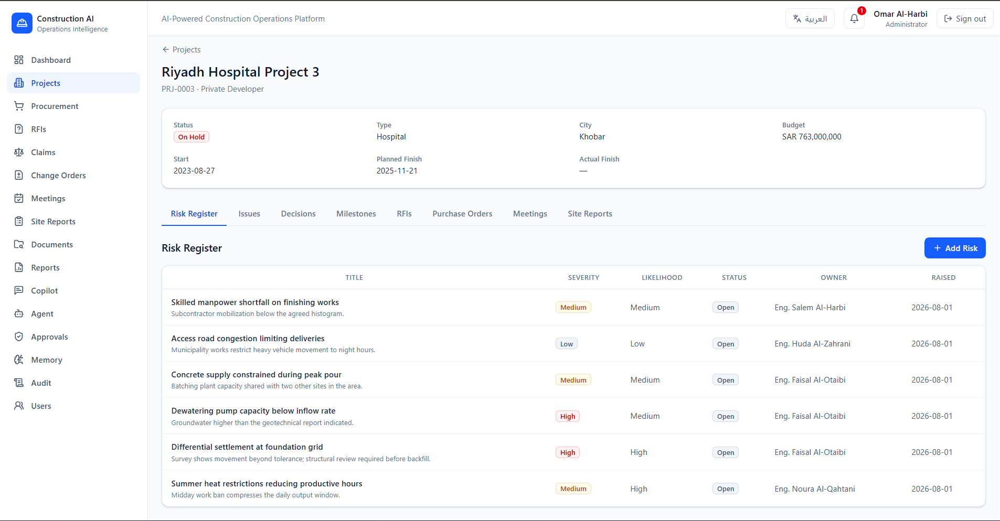 Construction AI
Operations Intelligence
Dashboard
Projects
Procurement
RFIs
Claims
Change Orders
Meetings
Site Reports
Documents
Reports
Copilot
Agent
Approvals
Memory
Audit
Users
AI-Powered Construction Operations Platform
العربية
1
Omar Al-Harbi
Administrator
Sign out
Projects
Riyadh Hospital Project 3
PRJ-0003 · Private Developer
Status Type City Budget
On Hold Hospital Khobar SAR 763,000,000
Start Planned Finish Actual Finish
2023-08-27 2025-11-21 —
Risk Register Issues Decisions Milestones RFIs Purchase Orders Meetings Site Reports
Risk Register
+ Add Risk
TITLE SEVERITY LIKELIHOOD STATUS OWNER RAISED
Skilled manpower shortfall on finishing works
Subcontractor mobilization below the agreed histogram.
Medium Medium Open Eng. Salem Al-Harbi 2026-08-01
Access road congestion limiting deliveries
Municipality works restrict heavy vehicle movement to night hours.
Low Low Open Eng. Huda Al-Zahrani 2026-08-01
Concrete supply constrained during peak pour
Batching plant capacity shared with two other sites in the area.
Medium Medium Open Eng. Faisal Al-Otaibi 2026-08-01
Dewatering pump capacity below inflow rate
Groundwater higher than the geotechnical report indicated.
High Medium Open Eng. Faisal Al-Otaibi 2026-08-01
Differential settlement at foundation grid
Survey shows movement beyond tolerance; structural review required before backfill.
High High Open Eng. Faisal Al-Otaibi 2026-08-01
Summer heat restrictions reducing productive hours
Midday work ban compresses the daily output window.
Medium High Open Eng. Noura Al-Qahtani 2026-08-01